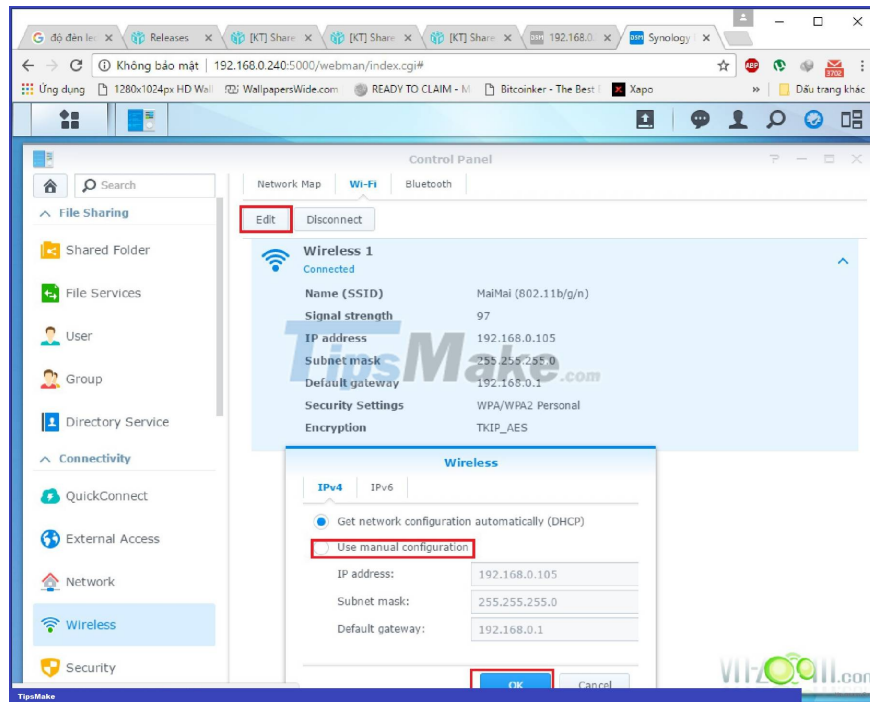 độ đèn le
Releases
[KT] Share
[KT] Share
[KT] Share
192.168.0.
Synology
Không bảo mật | 192.168.0.240:5000/webman/index.cgi#
ABP
3702
Ứng dụng
1280x1024px HD Wall
WallpapersWide.com
READY TO CLAIM - M
Bitcoinker - The Best
Xapo
»
Dấu trang khác
Control Panel
Search
Network Map
Wi-Fi
Bluetooth
File Sharing
Edit
Disconnect
Shared Folder
Wireless 1
Connected
File Services
Name (SSID) MaiMai (802.11b/g/n)
Signal strength 97
User
IP address 192.168.0.105
Subnet mask 255.255.255.0
TipsMake.com
Group
Default gateway 192.168.0.1
Security Settings WPA/WPA2 Personal
Directory Service
Encryption TKIP_AES
Connectivity
Wireless
QuickConnect
IPv4
IPv6
Get network configuration automatically (DHCP)
External Access
Use manual configuration
Network
IP address: 192.168.0.105
Subnet mask: 255.255.255.0
Wireless
Default gateway: 192.168.0.1
Security
OK
Cancel
TipsMake